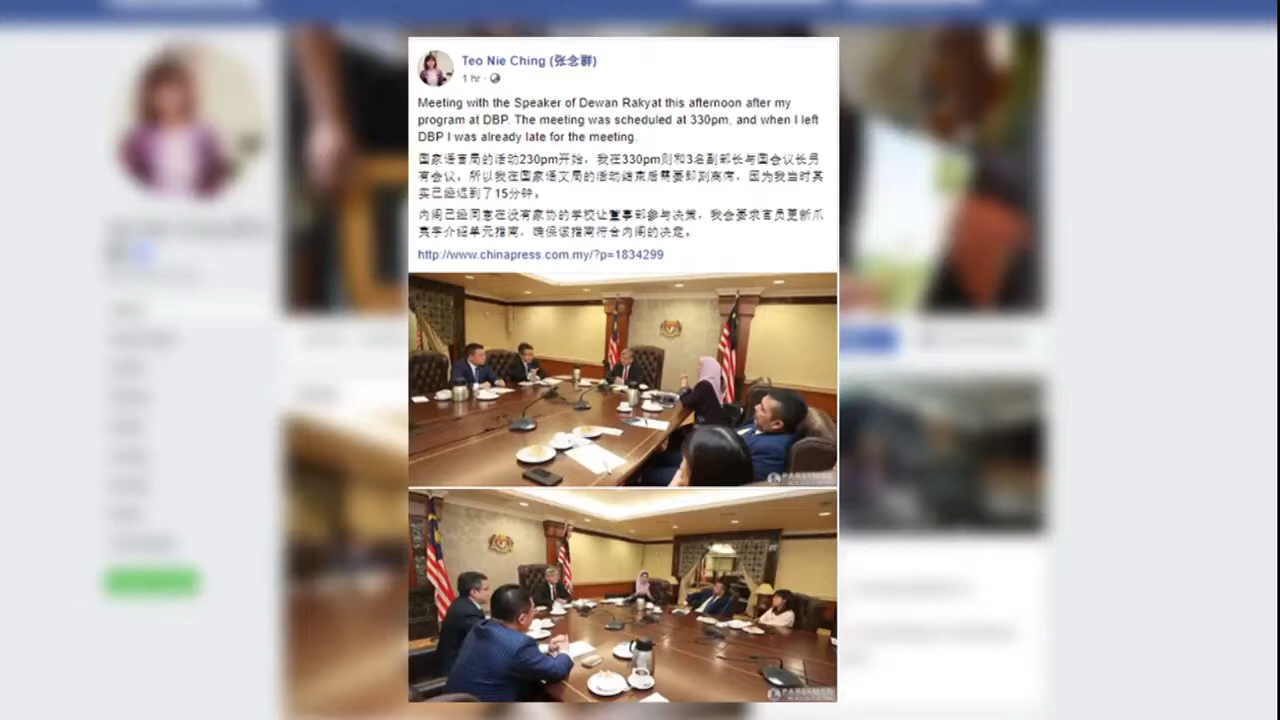 Teo Nie Ching (张念群)
1 hr
Meeting with the Speaker of Dewan Rakyat this afternoon after my
program at DBP. The meeting was scheduled at 330pm, and when I left
DBP I was already late for the meeting.
国家语言局的活动230pm开始，我在330pm则和3名副部长与国会议长另
有会议。所以我在国家语文局的活动结束后需要即刻离席，因为我当时其
实已经迟到了15分钟。
内阁已经同意在没有家协的学校让董事部参与决策，我会要求官员更新爪
夷字介绍单元指南，确保该指南符合内阁的决定。
http://www.chinapress.com.my/?p=1834299